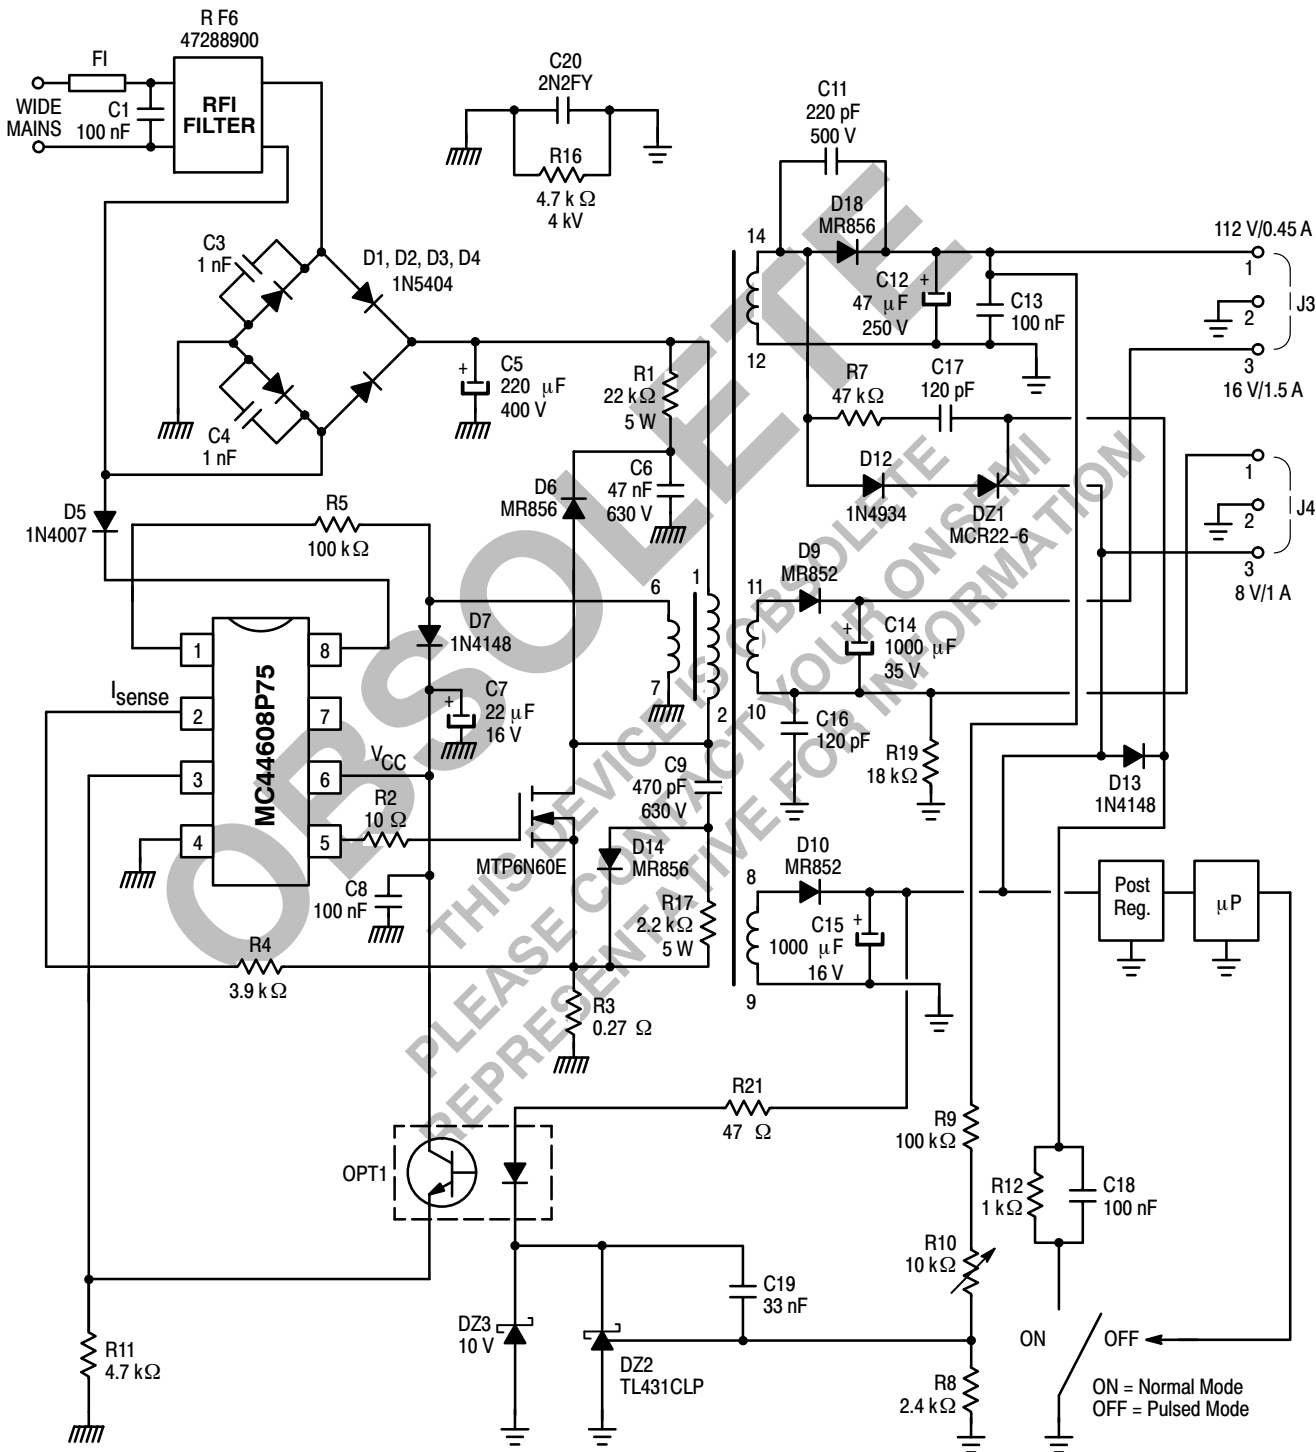 R F6
47288900
FI
WIDE
MAINS
C1
100 nF
RFI
FILTER
C20
2N2FY
R16
4.7 k Ω
4 kV
C11
220 pF
500 V
D18
MR856
14
12
C12
+
47 μF
250 V
C13
100 nF
112 V/0.45 A
1
2
3
J3
16 V/1.5 A
C3
1 nF
D1, D2, D3, D4
1N5404
C4
1 nF
+
C5
220 μF
400 V
R1
22 kΩ
5 W
R7
47 kΩ
C17
120 pF
D12
1N4934
DZ1
MCR22-6
1
2
3
J4
8 V/1 A
D5
1N4007
R5
100 kΩ
D6
MR856
C6
47 nF
630 V
D9
MR852
6
7
1
2
11
10
+
C14
1000 μF
35 V
D7
1N4148
MC44608P75
1
2
3
4
8
7
6
5
Isense
VCC
+
C7
22 μF
16 V
R2
10 Ω
MTP6N60E
C9
470 pF
630 V
D14
MR856
C16
120 pF
R19
18 kΩ
D13
1N4148
C8
100 nF
R17
2.2 kΩ
5 W
8
9
D10
MR852
+
C15
1000 μF
16 V
Post
Reg.
μP
R4
3.9 k Ω
R3
0.27 Ω
R21
47 Ω
OPT1
R9
100 kΩ
R12
1 kΩ
C18
100 nF
R10
10 kΩ
C19
33 nF
DZ3
10 V
DZ2
TL431CLP
R11
4.7 kΩ
R8
2.4 kΩ
ON
OFF
ON = Normal Mode
OFF = Pulsed Mode
OBSOLETE
THIS DEVICE IS OBSOLETE
PLEASE CONTACT YOUR ONSEMI
REPRESENTATIVE FOR INFORMATION